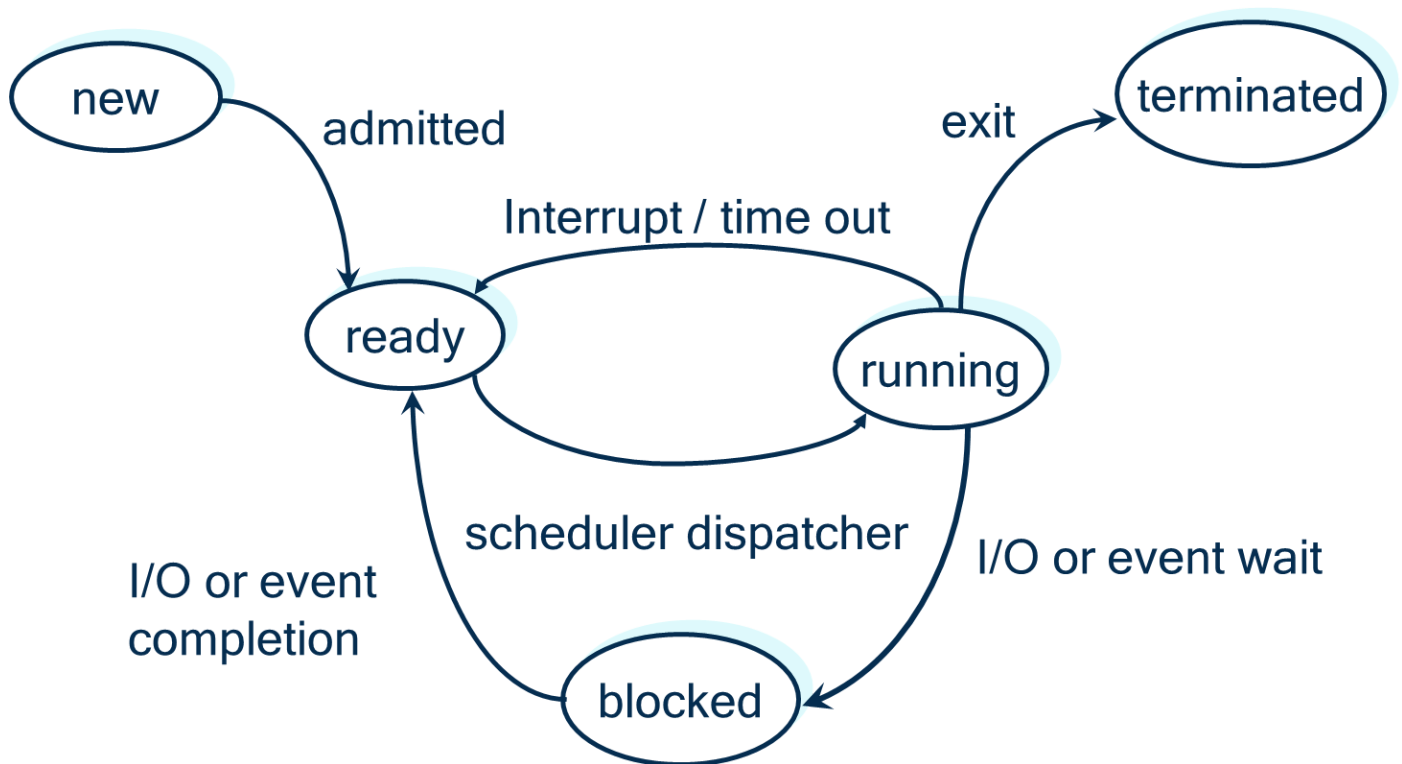 new
terminated
admitted
exit
Interrupt / time out
ready
running
scheduler dispatcher
I/O or event wait
I/O or event
completion
blocked